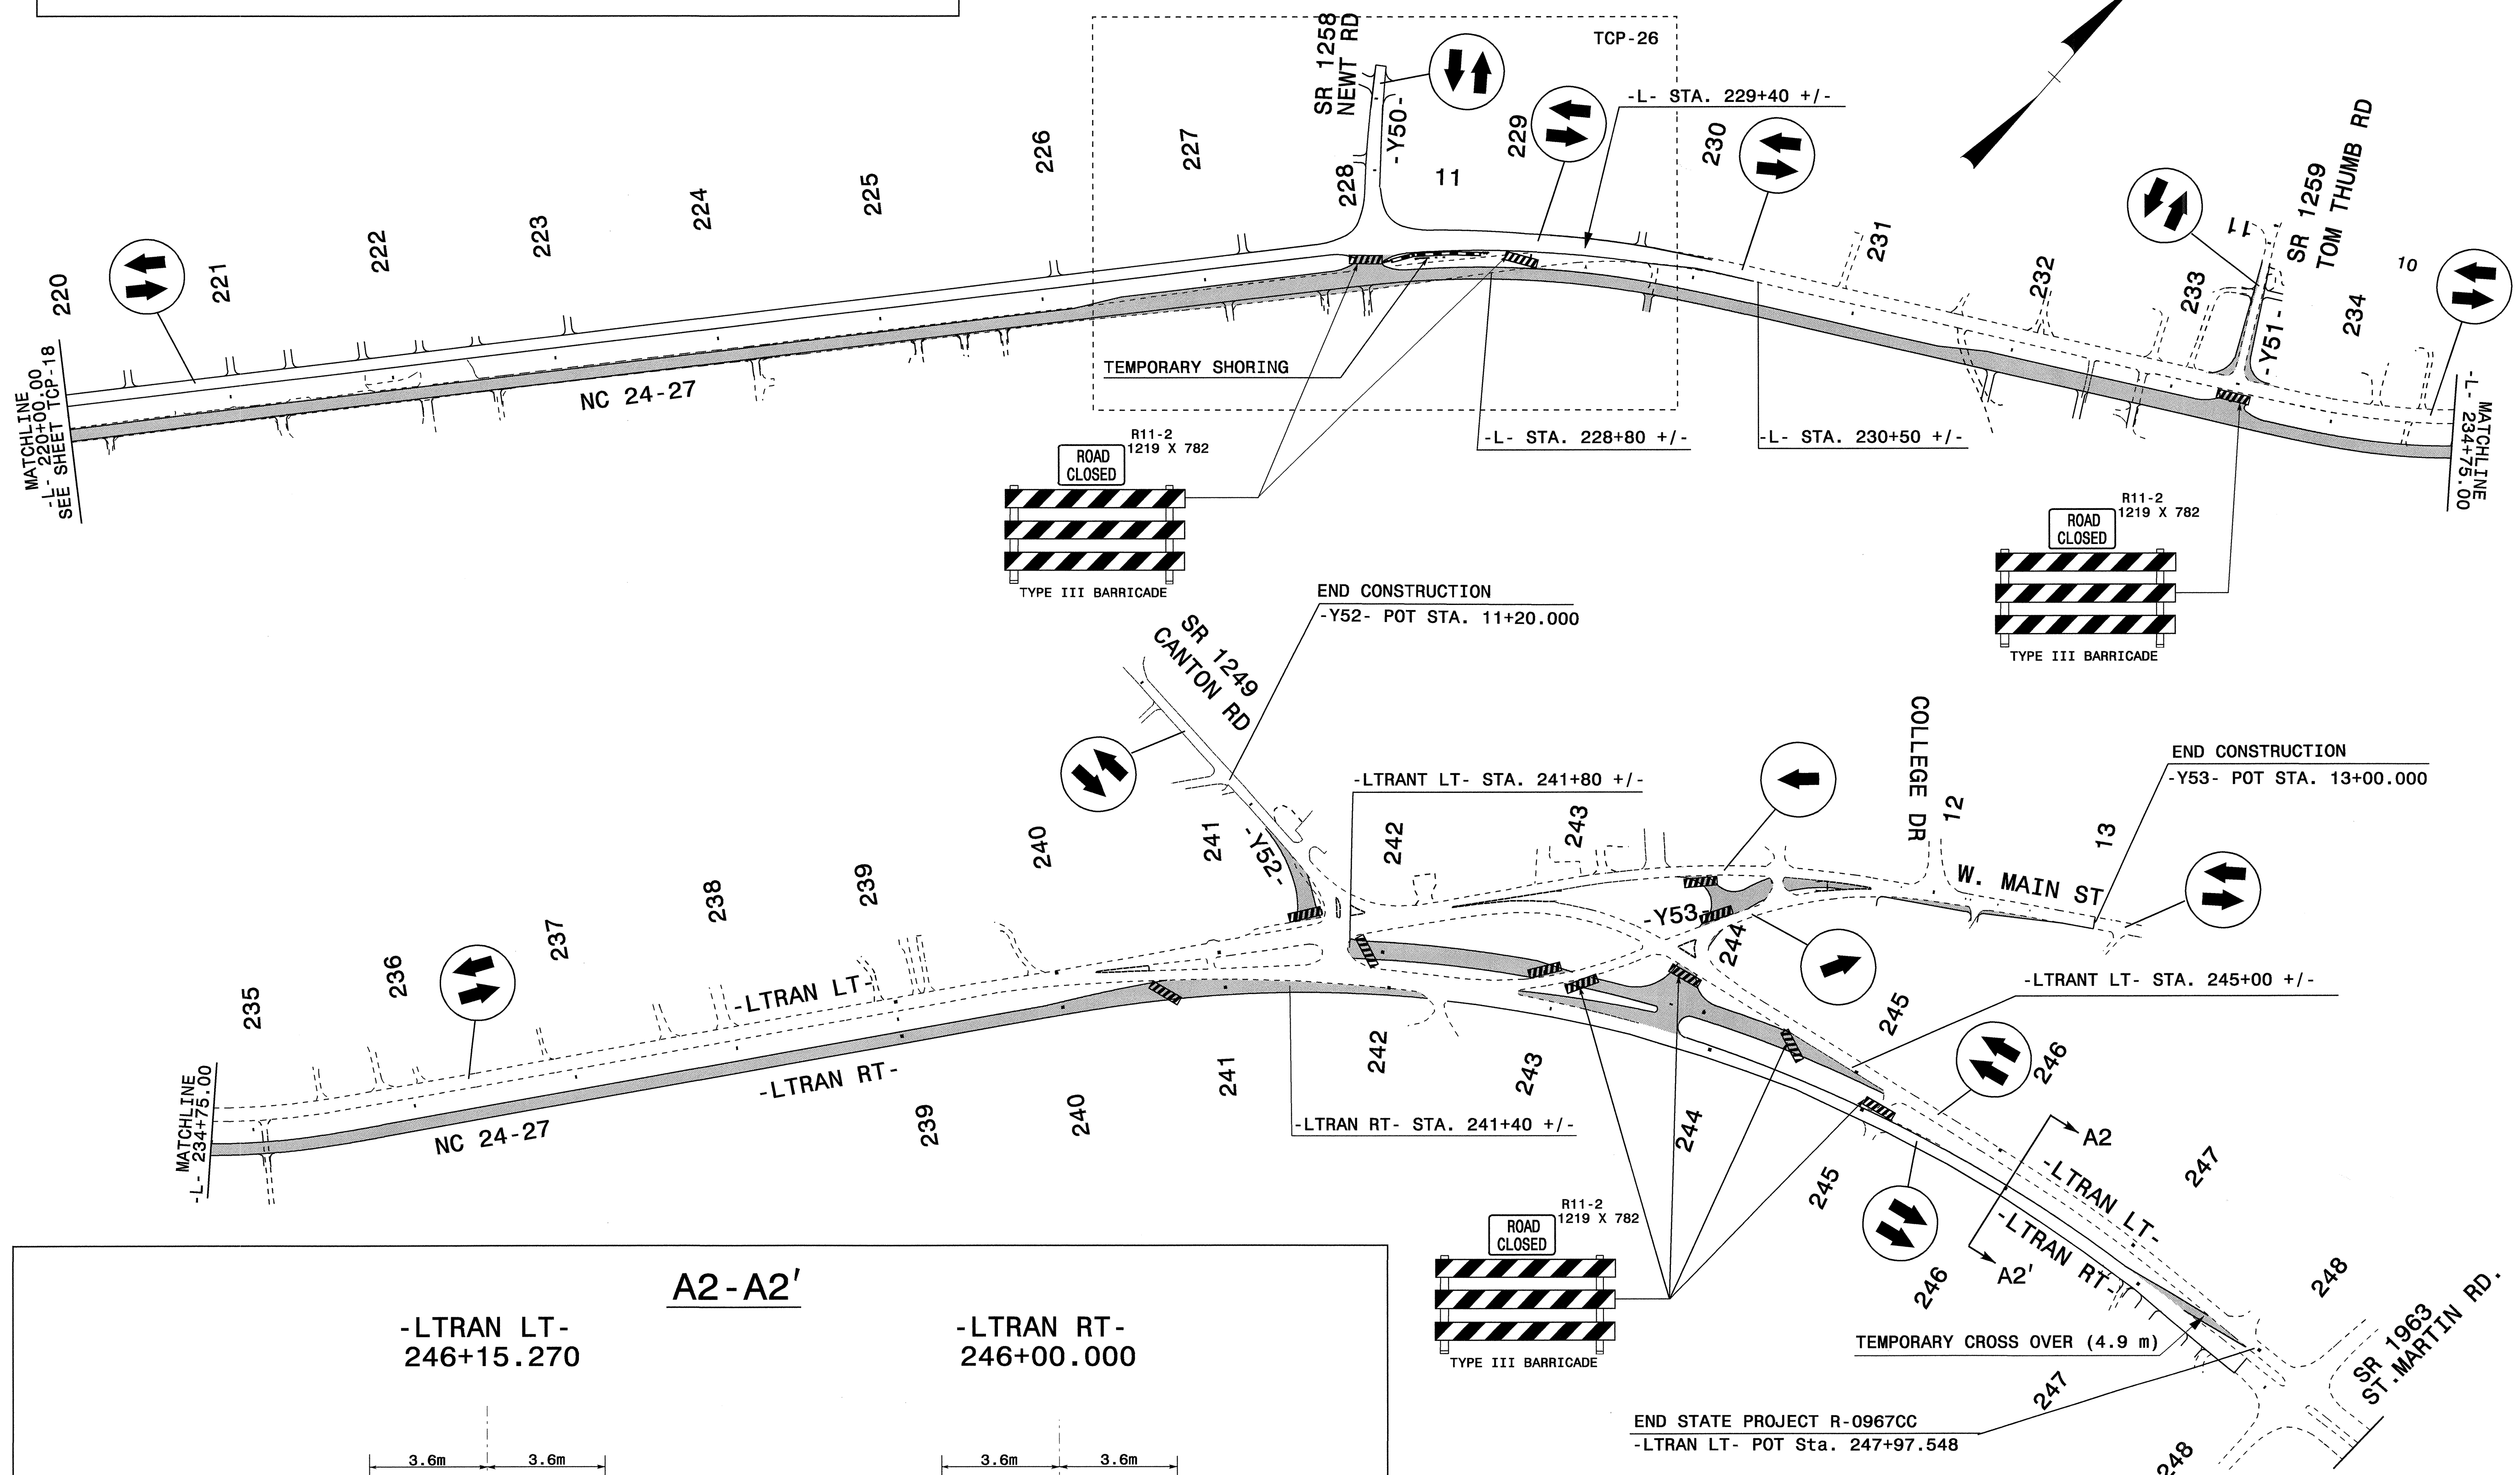 SR 1258
NEWT RD
TCP-26
-Y50-
-L- STA. 229+40 +/-
SR 1259
TOM THUMB RD
220
221
222
223
224
225
226
227
228
11
229
230
231
232
233
11
-Y51-
234
10
MATCHLINE
-L- 220+00.00
SEE SHEET TCP-18
NC 24-27
TEMPORARY SHORING
-L- STA. 228+80 +/-
-L- STA. 230+50 +/-
MATCHLINE
-L- 234+75.00
R11-2
1219 X 782
ROAD
CLOSED
TYPE III BARRICADE
R11-2
1219 X 782
ROAD
CLOSED
TYPE III BARRICADE
END CONSTRUCTION
-Y52- POT STA. 11+20.000
SR 1249
CANTON RD
-LTRANT LT- STA. 241+80 +/-
COLLEGE DR
END CONSTRUCTION
-Y53- POT STA. 13+00.000
235
236
237
238
239
240
241
-Y52-
242
243
12
13
W. MAIN ST
-Y53-
244
-LTRANT LT- STA. 245+00 +/-
245
246
-LTRAN LT-
-LTRAN RT-
MATCHLINE
-L- 234+75.00
NC 24-27
239
240
241
242
243
244
245
246
-LTRAN RT- STA. 241+40 +/-
A2
A2'
-LTRAN LT-
-LTRAN RT-
247
248
R11-2
1219 X 782
ROAD
CLOSED
TYPE III BARRICADE
TEMPORARY CROSS OVER (4.9 m)
SR 1963
ST.MARTIN RD.
247
248
END STATE PROJECT R-0967CC
-LTRAN LT- POT Sta. 247+97.548
A2-A2'
-LTRAN LT-
246+15.270
-LTRAN RT-
246+00.000
3.6m 3.6m
3.6m 3.6m